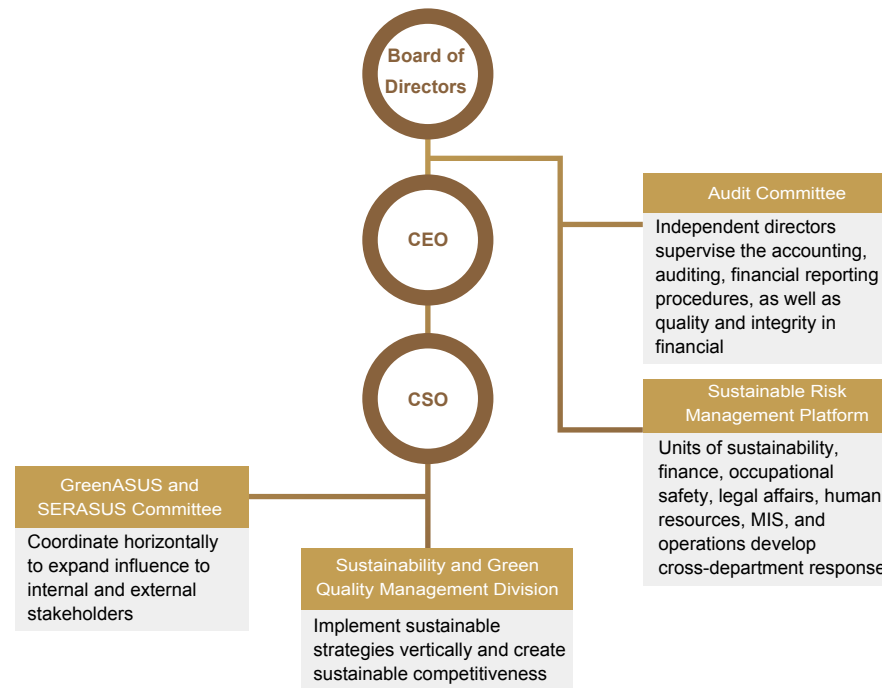 Board of
Directors
CEO
CSO
Audit Committee
Independent directors
supervise the accounting,
auditing, financial reporting
procedures, as well as
quality and integrity in
financial
Sustainable Risk
Management Platform
Units of sustainability,
finance, occupational
safety, legal affairs, human
resources, MIS, and
operations develop
cross-department response
GreenASUS and
SERASUS Committee
Coordinate horizontally
to expand influence to
internal and external
stakeholders
Sustainability and Green
Quality Management Division
Implement sustainable
strategies vertically and create
sustainable competitiveness